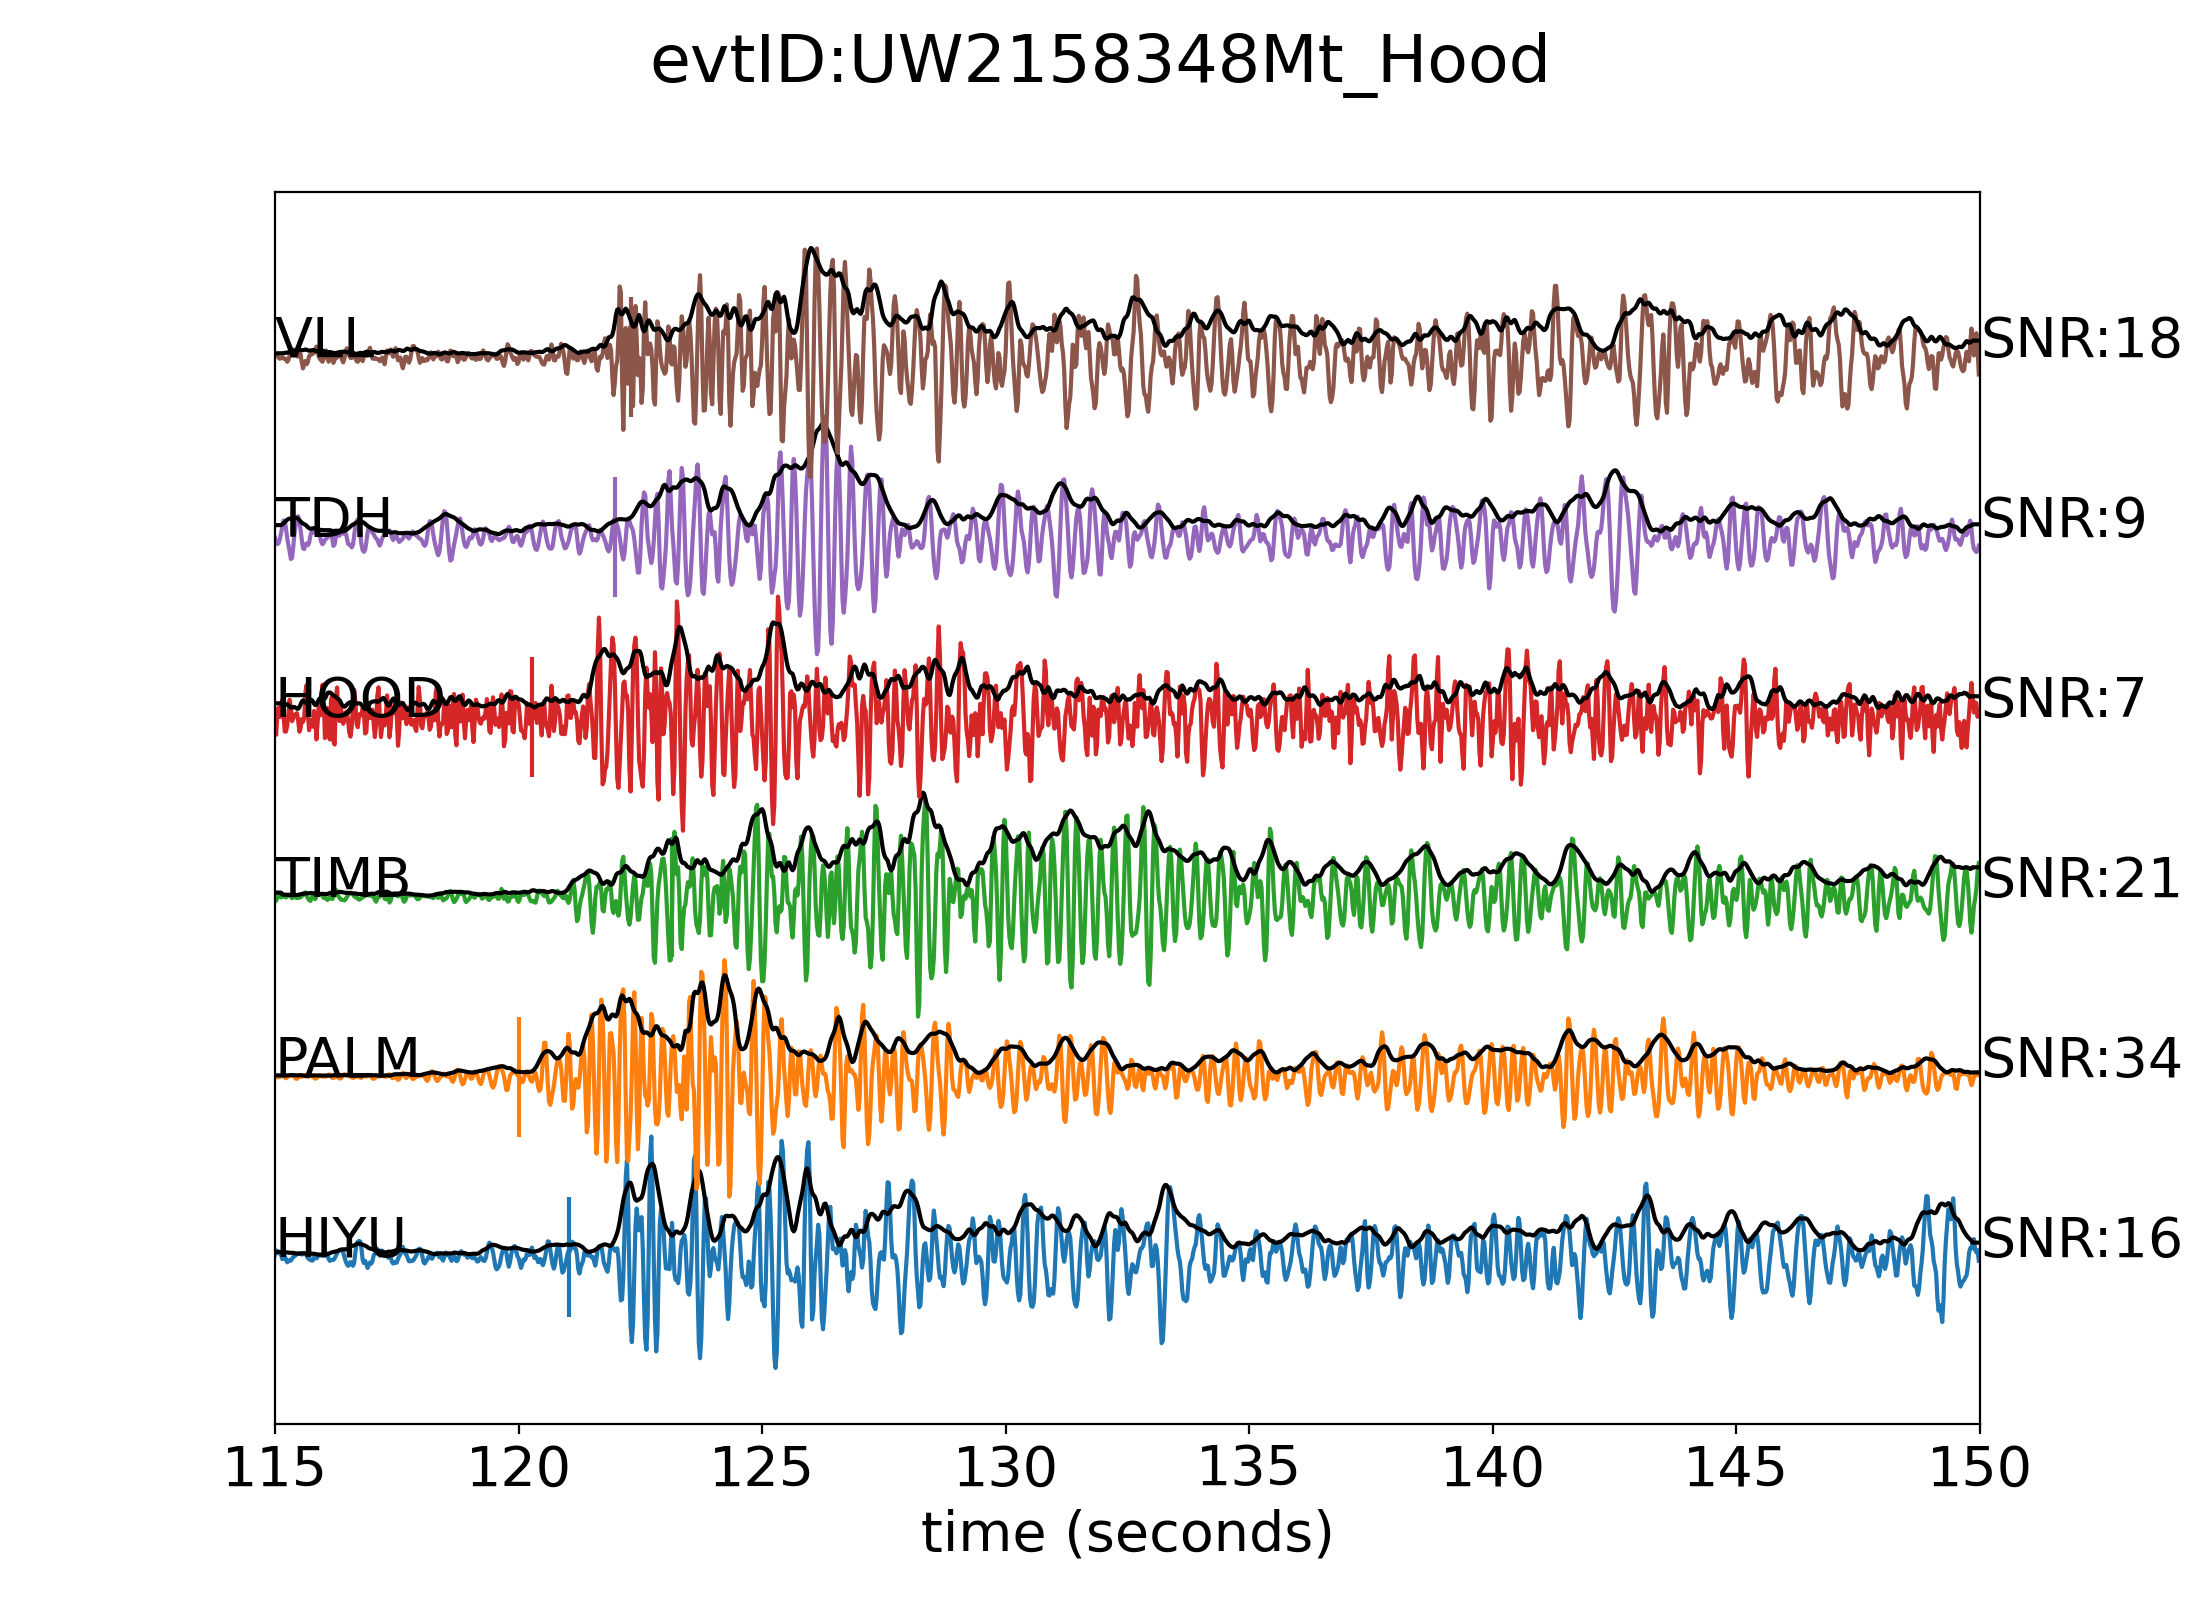 evtID:UW2158348Mt_Hood
VLL SNR:18
TDH SNR:9
HOOD SNR:7
TIMB SNR:21
PALM SNR:34
HIYU SNR:16
115 120 125 130 135 140 145 150
time (seconds)